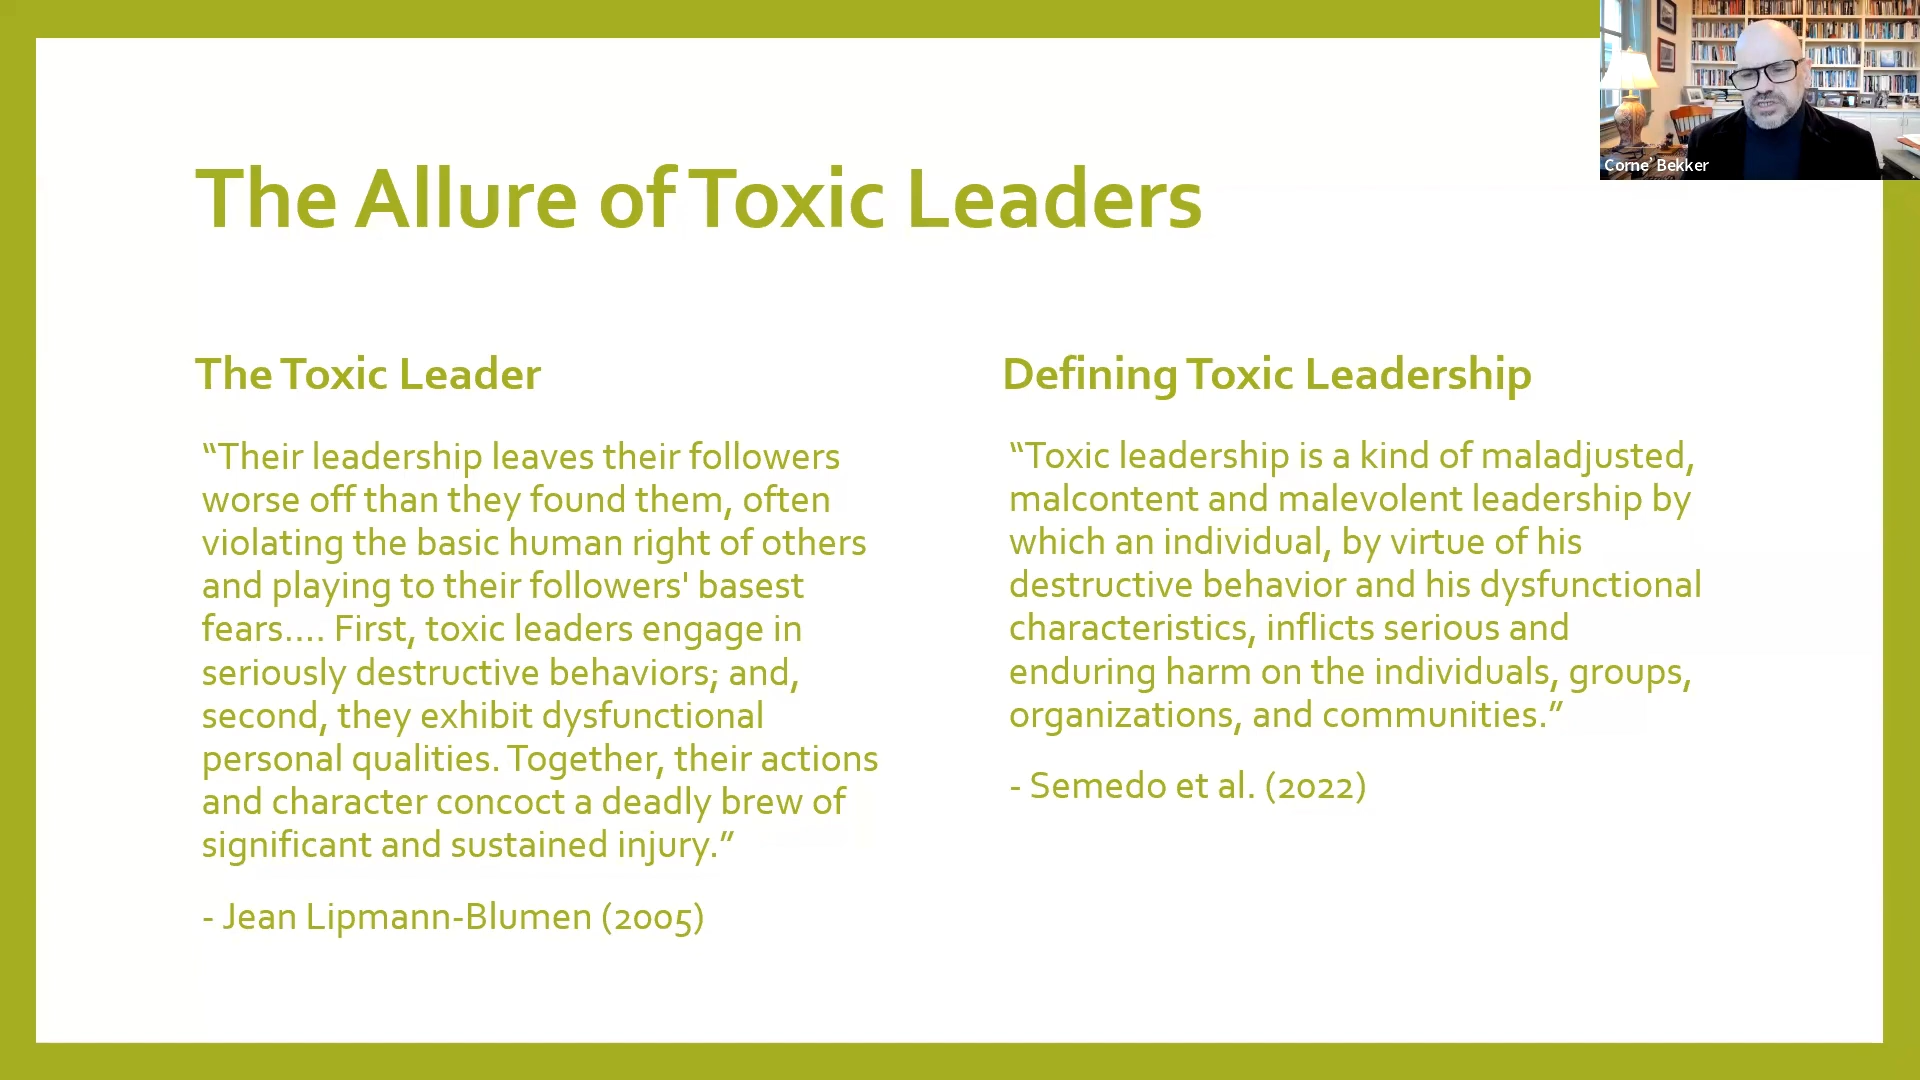 The Allure of Toxic Leaders
The Toxic Leader
“Their leadership leaves their followers
worse off than they found them, often
violating the basic human right of others
and playing to their followers' basest
fears.... First, toxic leaders engage in
seriously destructive behaviors; and,
second, they exhibit dysfunctional
personal qualities. Together, their actions
and character concoct a deadly brew of
significant and sustained injury.”
- Jean Lipmann-Blumen (2005)
Defining Toxic Leadership
“Toxic leadership is a kind of maladjusted,
malcontent and malevolent leadership by
which an individual, by virtue of his
destructive behavior and his dysfunctional
characteristics, inflicts serious and
enduring harm on the individuals, groups,
organizations, and communities.”
- Semedo et al. (2022)
Corne’ Bekker